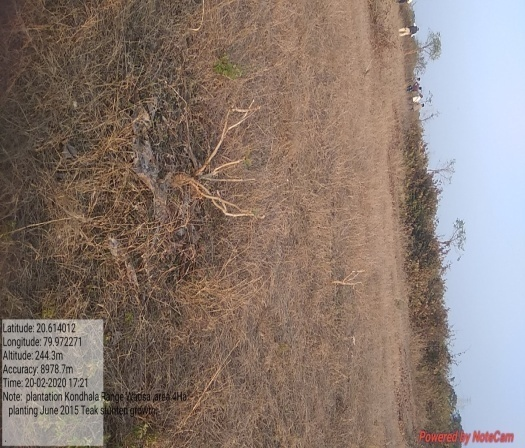 Latitude: 20.614012
Longitude: 79.972271
Altitude: 244.3m
Accuracy: 8978.7m
Time: 20-02-2020 17:21
Note: plantation Kondhala Range Wadsa area 4Ha
planting June 2015 Teak stunted growth
Powered by NoteCam